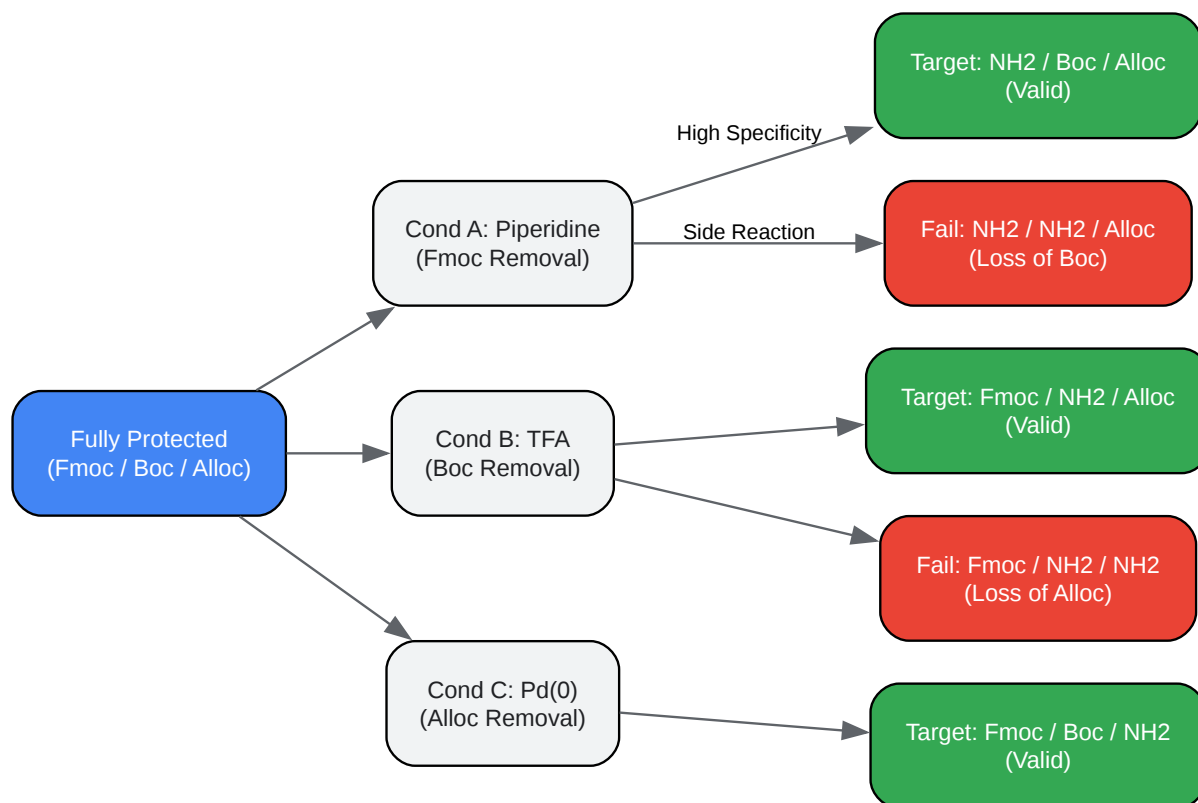 Target: NH2 / Boc / Alloc
(Valid)
High Specificity
Cond A: Piperidine
(Fmoc Removal)
Side Reaction
Fail: NH2 / NH2 / Alloc
(Loss of Boc)
Fully Protected
(Fmoc / Boc / Alloc)
Cond B: TFA
(Boc Removal)
Target: Fmoc / NH2 / Alloc
(Valid)
Fail: Fmoc / NH2 / NH2
(Loss of Alloc)
Cond C: Pd(0)
(Alloc Removal)
Target: Fmoc / Boc / NH2
(Valid)